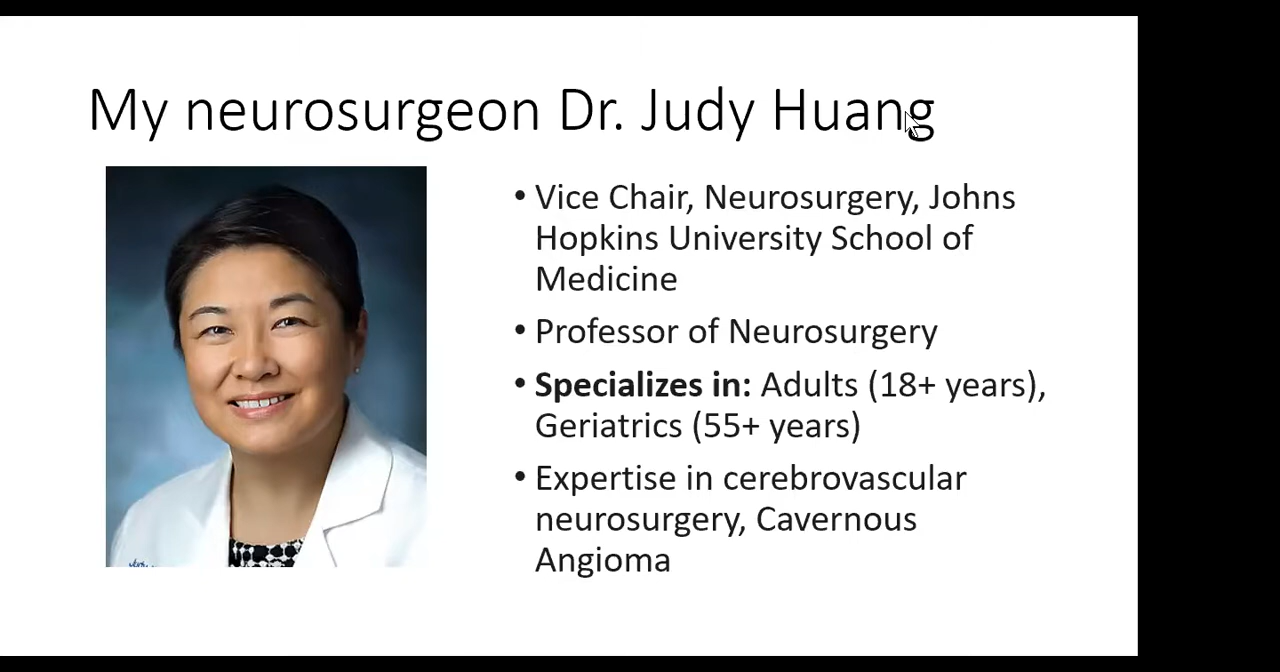 My neurosurgeon Dr. Judy Huang
• Vice Chair, Neurosurgery, Johns
Hopkins University School of
Medicine
• Professor of Neurosurgery
• Specializes in: Adults (18+ years),
Geriatrics (55+ years)
• Expertise in cerebrovascular
neurosurgery, Cavernous
Angioma